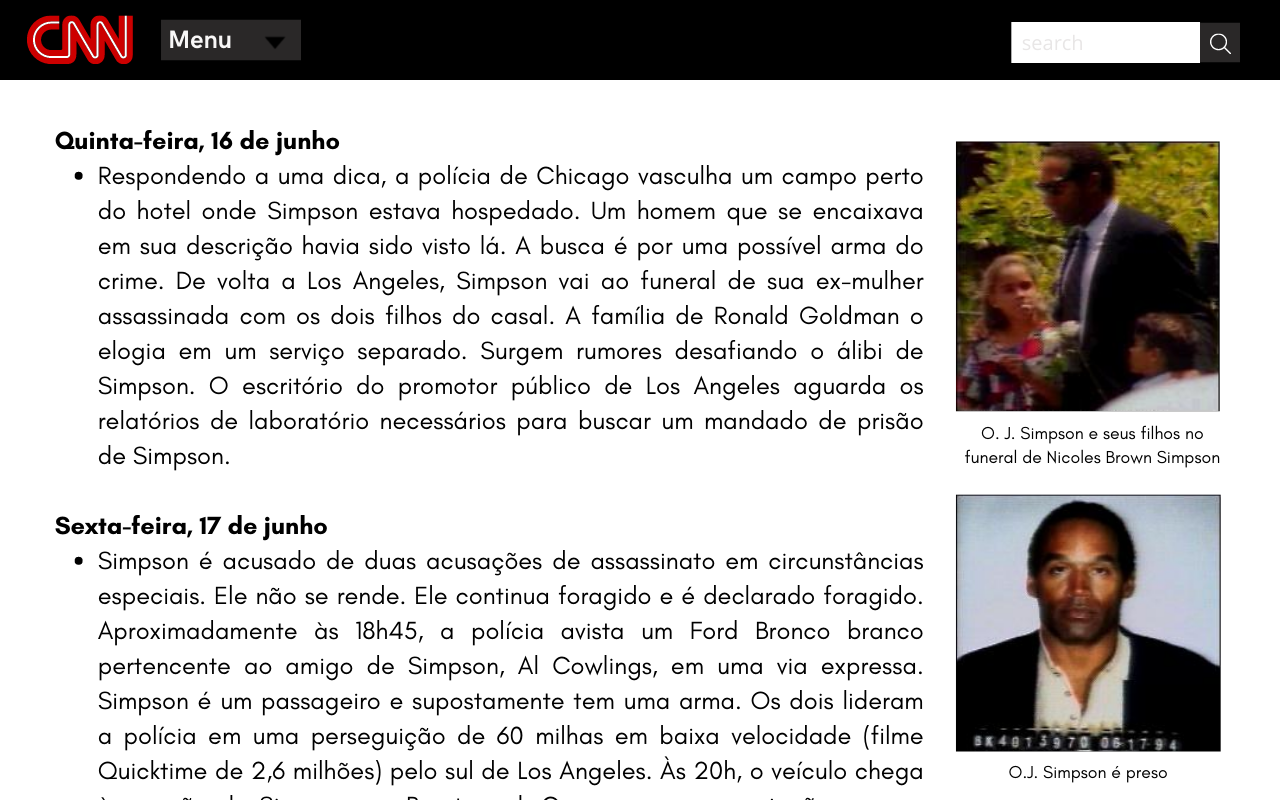 CNN
Menu
search
Quinta-feira, 16 de junho
• Respondendo a uma dica, a polícia de Chicago vasculha um campo perto
do hotel onde Simpson estava hospedado. Um homem que se encaixava
em sua descrição havia sido visto lá. A busca é por uma possível arma do
crime. De volta a Los Angeles, Simpson vai ao funeral de sua ex-mulher
assassinada com os dois filhos do casal. A família de Ronald Goldman o
elogia em um serviço separado. Surgem rumores desafiando o álibi de
Simpson. O escritório do promotor público de Los Angeles aguarda os
relatórios de laboratório necessários para buscar um mandado de prisão
de Simpson.
Sexta-feira, 17 de junho
• Simpson é acusado de duas acusações de assassinato em circunstâncias
especiais. Ele não se rende. Ele continua foragido e é declarado foragido.
Aproximadamente às 18h45, a polícia avista um Ford Bronco branco
pertencente ao amigo de Simpson, Al Cowlings, em uma via expressa.
Simpson é um passageiro e supostamente tem uma arma. Os dois lideram
a polícia em uma perseguição de 60 milhas em baixa velocidade (filme
Quicktime de 2,6 milhões) pelo sul de Los Angeles. Às 20h, o veículo chega
O. J. Simpson e seus filhos no
funeral de Nicoles Brown Simpson
BK4013970 061794
O.J. Simpson é preso